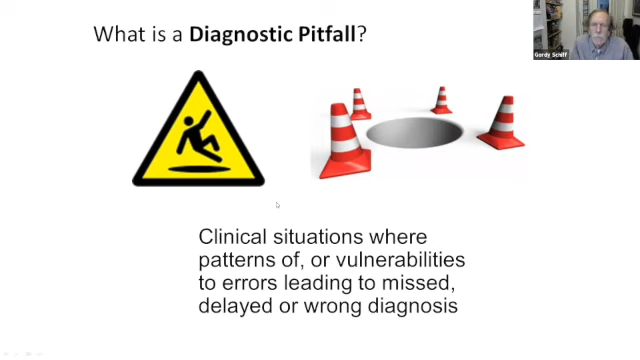 What is a Diagnostic Pitfall?
Gordy Schiff
Clinical situations where
patterns of, or vulnerabilities
to errors leading to missed,
delayed or wrong diagnosis